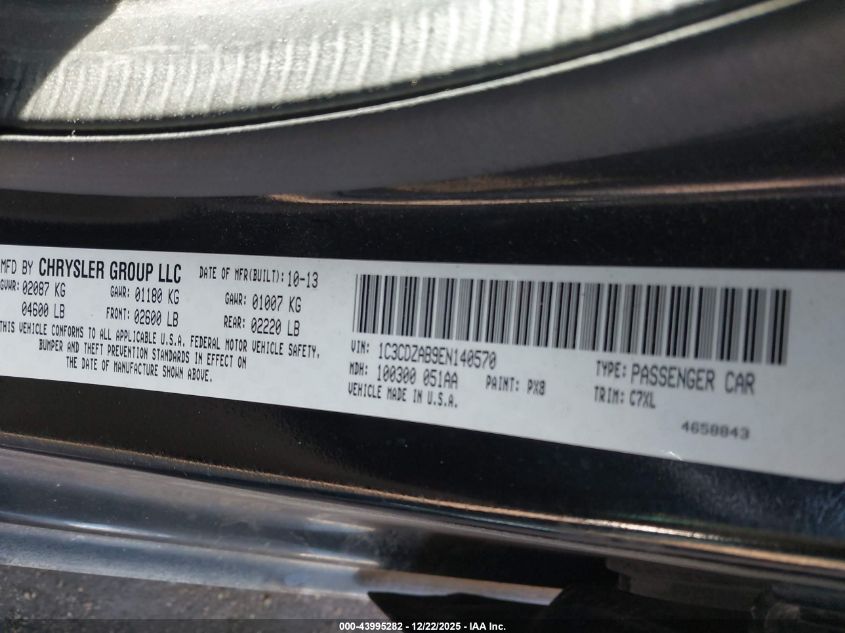 MFD BY CHRYSLER GROUP LLC DATE OF MFR(BUILT): 10-13
GVWR: 02087 KG GAWR: 01180 KG GAWR: 01007 KG
04600 LB FRONT: 02600 LB REAR: 02220 LB
THIS VEHICLE CONFORMS TO ALL APPLICABLE U.S.A. FEDERAL MOTOR VEHICLE SAFETY,
BUMPER AND THEFT PREVENTION STANDARDS IN EFFECT ON
THE DATE OF MANUFACTURE SHOWN ABOVE.
VIN: 1C3CDZAB9EN140570 TYPE: PASSENGER CAR
MDH: 100300 051AA PAINT: PX8 TRIM: C7XL
VEHICLE MADE IN U.S.A.
4658843
000-43995282 - 12/22/2025 - IAA Inc.